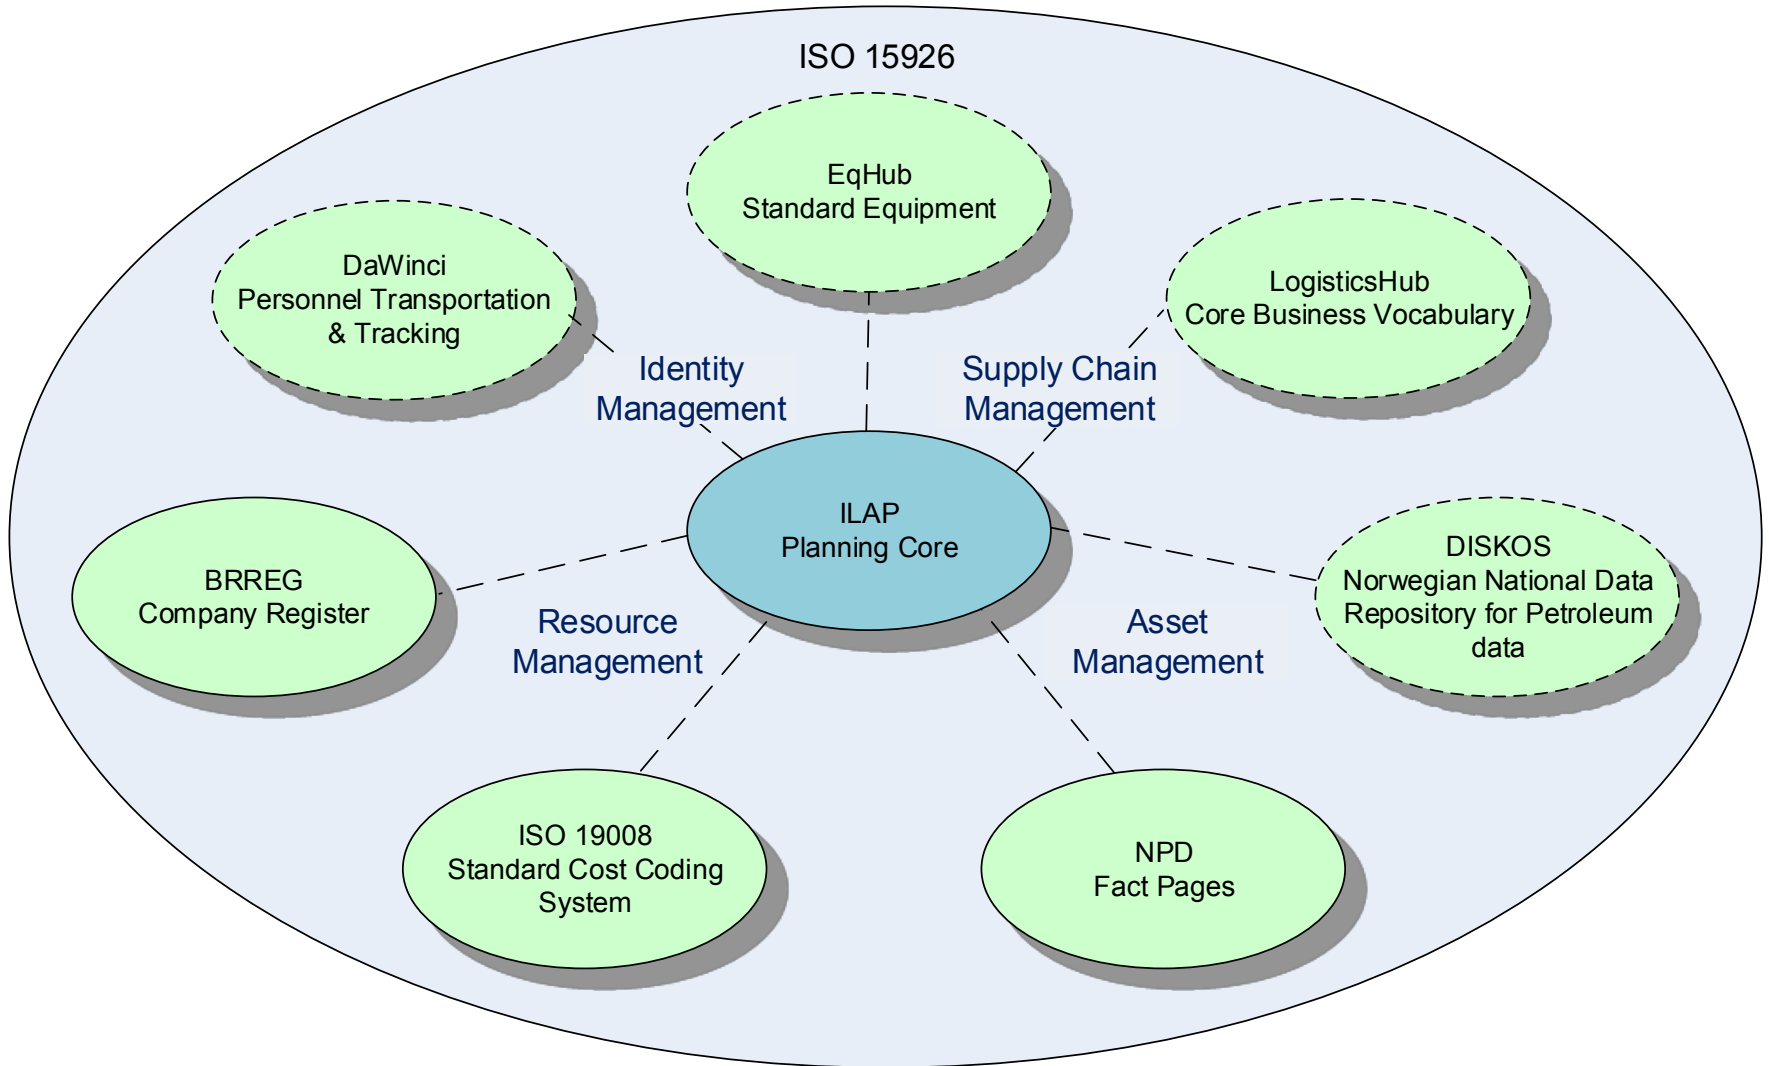 ISO 15926
EqHub
Standard Equipment
DaWinci
Personnel Transportation
& Tracking
LogisticsHub
Core Business Vocabulary
Identity
Management
Supply Chain
Management
ILAP
Planning Core
BRREG
Company Register
DISKOS
Norwegian National Data
Repository for Petroleum
data
Resource
Management
Asset
Management
ISO 19008
Standard Cost Coding
System
NPD
Fact Pages